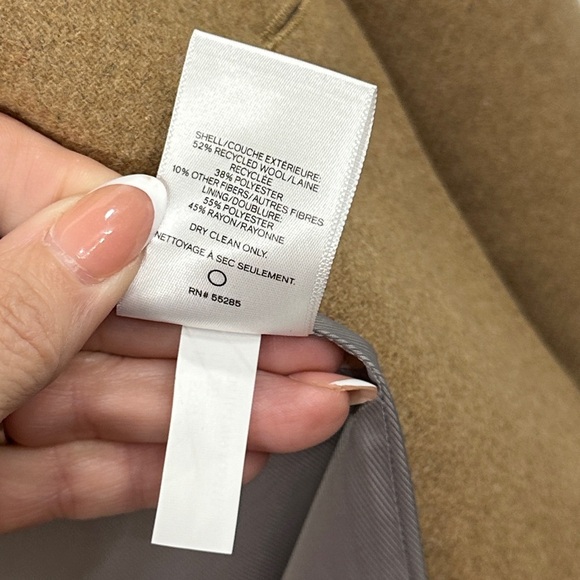 SHELL/COUCHE EXTÉRIEURE:
52% RECYCLED WOOL/LAINE
RECYCLÉE
38% POLYESTER
10% OTHER FIBERS/AUTRES FIBRES
LINING/DOUBLURE:
55% POLYESTER
45% RAYON/RAYONNE
DRY CLEAN ONLY.
NETTOYAGE À SEC SEULEMENT.
RN# 55285